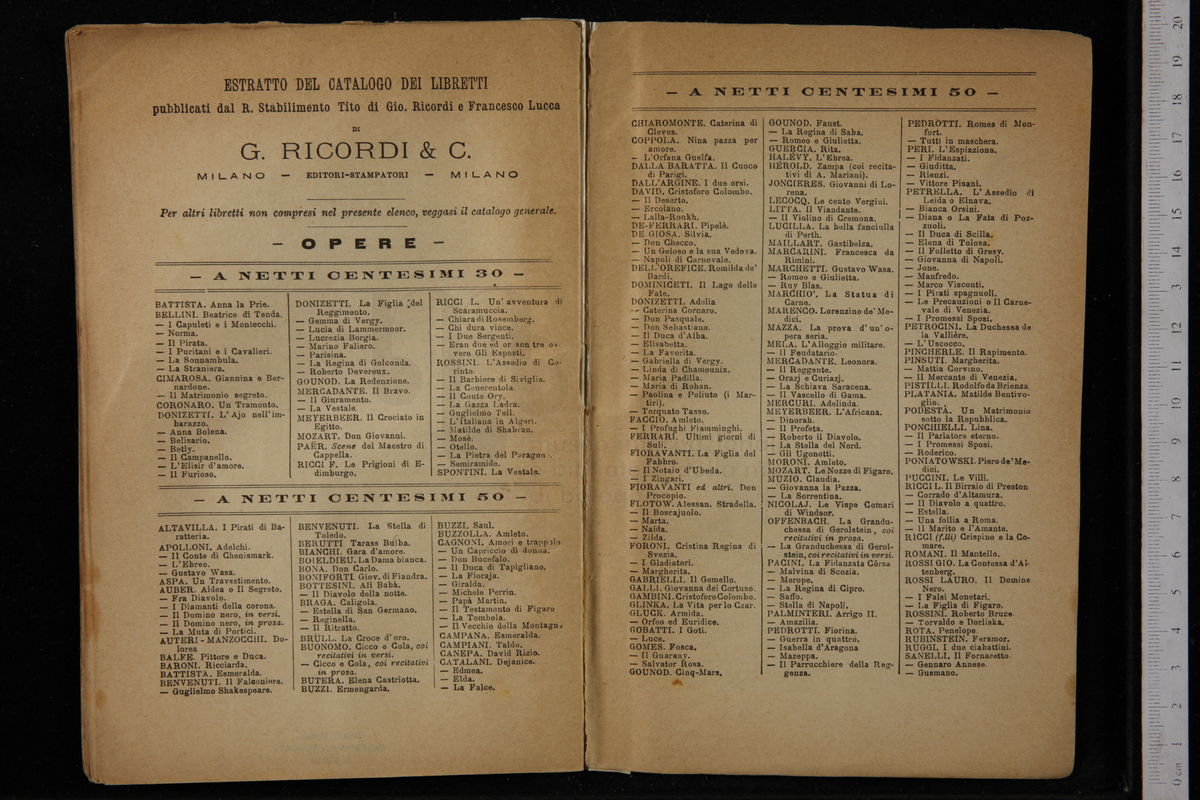 ESTRATTO DEL CATALOGO DEI LIBRETTI
pubblicati dal R. Stabilimento Tito di Gio. Ricordi e Francesco Lucca
DI
G. RICORDI & C.
MILANO — EDITORI-STAMPATORI — MILANO
Per altri libretti non compresi nel presente elenco, veggasi il catalogo generale.
— OPERE —
— A NETTI CENTESIMI 30 —
BATTISTA. Anna la Prie.
BELLINI. Beatrice di Tenda.
— I Capuleti e i Montecchi.
— Norma.
— Il Pirata.
— I Puritani e i Cavalieri.
— La Sonnambula.
— La Straniera.
CIMAROSA. Giannina e Ber-
nardone.
— Il Matrimonio segreto.
CORONARO. Un Tramonto.
DONIZETTI. L'Ajo nell'im-
barazzo.
— Anna Bolena.
— Belisario.
— Betly.
— Il Campanello.
— L'Elisir d'amore.
— Il Furioso.
DONIZETTI. La Figlia del
Reggimento.
— Gemma di Vergy.
— Lucia di Lammermoor.
— Lucrezia Borgia.
— Marino Faliero.
— Parisina.
— La Regina di Golconda.
— Roberto Devereux.
GOUNOD. La Redenzione.
MERCADANTE. Il Bravo.
— Il Giuramento.
— La Vestale.
MEYERBEER. Il Crociato in
Egitto.
MOZART. Don Giovanni.
PAËR. Scene del Maestro di
Cappella.
RICCI F. Le Prigioni di E-
dimburgo.
RICCI L. Un'avventura di
Scaramuccia.
— Chiara di Rosemberg.
— Chi dura vince.
— I Due Sergenti.
— Eran due ed or son tre ov
vero Gli Esposti.
ROSSINI. L'Assedio di Co-
rinto.
— Il Barbiere di Siviglia.
— La Cenerentola.
— Il Conte Ory.
— La Gazza Ladra.
— Guglielmo Tell.
— L'Italiana in Algeri.
— Matilde di Shabran.
— Mosè.
— Otello.
— La Pietra del Paragon
— Semiramide.
SPONTINI. La Vestale.
— A NETTI CENTESIMI 50 —
ALTAVILLA. I Pirati di Ba-
ratteria.
APOLLONI. Adelchi.
— Il Conte di Chenismark.
— L'Ebreo.
— Gustavo Wasa.
ASPA. Un Travestimento.
AUBER. Aidea o Il Segreto.
— Fra Diavolo.
— I Diamanti della corona.
— Il Domino nero, in versi.
— Il Domino nero, in prosa.
— La Muta di Portici.
AUTERI-MANZOCCHI. Do-
lores
BALFE. Pittore e Duca.
BARONI. Ricciarda.
BATTISTA. Esmeralda.
BENVENUTI. Il Falconiere.
— Guglielmo Shakespeare.
BENVENUTI. La Stella di
Toledo.
BERUTTI Tarass Bulba.
BIANCHI. Gara d'amore.
BOIELDIEU. La Dama bianca.
BONA. Don Carlo.
BONIFORTI Giov. di Fiandra.
BOTTESINI. Alì Babà.
— Il Diavolo della notte.
BRAGA. Caligola.
— Estella di San Germano.
— Reginella.
— Il Ritratto.
BRÜLL. La Croce d'oro.
BUONOMO. Cicco e Cola, coi
recitativi in versi.
— Cicco e Cola, coi recitativi
in prosa.
BUTERA. Elena Castriotta.
BUZZI. Ermengarda.
BUZZI. Saul.
BUZZOLLA. Amleto.
CAGNONI. Amori e trappole
— Un Capriccio di donna.
— Don Bucefalo.
— Il Duca di Tapigliano.
— La Fioraja.
— Giralda.
— Michele Perrin.
— Papà Martin.
— Il Testamento di Figaro
— La Tombola.
— Il Vecchio della Montagna
CAMPANA. Esmeralda.
CAMPIANI. Taldo.
CANEPA. David Rizio.
CATALANI. Dejanice.
— Edmea.
— Elda.
— La Falce.
— A NETTI CENTESIMI 50 —
CHIAROMONTE. Caterina di
Cleves.
COPPOLA. Nina pazza per
amore.
— L'Orfana Guelfa.
DALLA BARATTA. Il Cuoco
di Parigi.
DALL'ARGINE. I due orsi.
DAVID. Cristoforo Colombo.
— Il Deserto.
— Ercolano.
— Lalla-Roukh.
DE-FERRARI. Pipelè.
DE GIOSA. Silvia.
— Don Checco.
— Un Geloso e la sua Vedova.
— Napoli di Carnovale.
DELL'OREFICE. Romilda de'
Bardi.
DOMINICETI. Il Lago delle
Fate.
DONIZETTI. Adelia
— Caterina Cornaro.
— Don Pasquale.
— Don Sebastiano.
— Il Duca d'Alba.
— Elisabetta.
— La Favorita.
— Gabriella di Vergy.
— Linda di Chamounix.
— Maria Padilla.
— Maria di Rohan.
— Paolina e Poliuto (i Mar-
tiri).
— Torquato Tasso.
FACCIO. Amleto.
— I Profughi Fiamminghi.
FERRARI. Ultimi giorni di
Suli.
FIORAVANTI. La Figlia del
Fabbro.
— Il Notaio d'Ubeda.
— I Zingari.
FIORAVANTI ed altri. Don
Procopio.
FLOTOW. Alessan. Stradella.
— Il Boscajuolo.
— Marta.
— Naida.
— Zilda.
FORONI. Cristina Regina di
Svezia.
— I Gladiatori.
— Margherita.
GABRIELLI. Il Gemello.
GALLI. Giovanna dei Cortuso.
GAMBINI. Cristoforo Colombo.
GLINKA. La Vita per lo Czar.
GLUCK. Armida.
— Orfeo ed Euridice.
GOBATTI. I Goti.
— Luce.
GOMES. Fosca.
— Il Guarany.
— Salvator Rosa.
GOUNOD. Cinq-Mars.
GOUNOD. Faust.
— La Regina di Saba.
— Romeo e Giulietta.
GUERCIA. Rita.
HALÉVY. L'Ebrea.
HÉROLD. Zampa (coi recita-
tivi di A. Mariani).
JONCIERES. Giovanni di Lo-
rena.
LECOCQ. Le cento Vergini.
LITTA. Il Viandante.
— Il Violino di Cremona.
LUCILLA. La bella fanciulla
di Perth.
MAILLART. Gastibelza.
MARCARINI. Francesca da
Rimini.
MARCHETTI. Gustavo Wasa.
— Romeo e Giulietta.
— Ruy Blas.
MARCHIO'. La Statua di
Carne.
MARENCO. Lorenzino de' Me-
dici.
MAZZA. La prova d'un'o-
pera seria.
MELA. L'Alloggio militare.
— Il Feudatario.
MERCADANTE. Leonora.
— Il Reggente.
— Orazj e Curiazj.
— La Schiava Saracena.
— Il Vascello di Gama.
MERCURI. Adelinda.
MEYERBEER. L'Africana.
— Dinorah.
— Il Profeta.
— Roberto il Diavolo.
— La Stella del Nord.
— Gli Ugonotti.
MORONI. Amleto.
MOZART. Le Nozze di Figaro.
MUZIO. Claudia.
— Giovanna la Pazza.
— La Sorrentina.
NICOLAJ. Le Vispe Comari
di Windsor.
OFFENBACH. La Grandu-
chessa di Gerolstein, coi
recitativi in prosa.
— La Granduchessa di Gerol-
stein, coi recitativi in versi.
PACINI. La Fidanzata Côrsa
— Malvina di Scozia.
— Merope.
— La Regina di Cipro.
— Saffo.
— Stella di Napoli.
PALMINTERI. Arrigo II.
— Amazilia.
PEDROTTI. Fiorina.
— Guerra in quattro.
— Isabella d'Aragona
— Mazeppa.
— Il Parrucchiere della Reg-
genza.
PEDROTTI. Romea di Mon-
fort.
— Tutti in maschera.
PERI. L'Espiazione.
— I Fidanzati.
— Giuditta.
— Rienzi.
— Vittore Pisani.
PETRELLA. L'Assedio di
Leida o Elnava.
— Bianca Orsini.
— Diana o La Fata di Poz-
zuoli.
— Il Duca di Scilla.
— Elena di Tolosa.
— Il Folletto di Gresy.
— Giovanna di Napoli.
— Jone.
— Manfredo.
— Marco Visconti.
— I Pirati spagnuoli.
— Le Precauzioni o Il Carne-
vale di Venezia.
— I Promessi Sposi.
PETROCINI. La Duchessa de
la Vallière.
— L'Uscocco.
PINCHERLE. Il Rapimento.
PINSUTI. Margherita.
— Mattia Corvino.
— Il Mercante di Venezia.
PISTILLI. Rodolfo da Brienza
PLATANIA. Matilde Bentivo-
glio.
PODESTÀ. Un Matrimonio
sotto la Repubblica.
PONCHIELLI. Lina.
— Il Parlatore eterno.
— I Promessi Sposi.
— Roderico.
PONIATOWSKI. Piero de' Me-
dici.
PUCCINI. Le Villi.
RICCI L. Il Birraio di Preston
— Corrado d'Altamura.
— Il Diavolo a quattro.
— Estella.
— Una follia a Roma.
— Il Marito e l'Amante.
RICCI (f.lli) Crispino e la Co-
mare.
ROMANI. Il Mantello.
ROSSI GIO. La Contessa d'Al-
tenberg.
ROSSI LAURO. Il Domine
Nero.
— I Falsi Monetari.
— La Figlia di Figaro.
ROSSINI. Roberto Bruce.
— Torvaldo e Dorliska.
ROTA. Penelope.
RUBINSTEIN. Feramor.
RUGGI. I due ciabattini.
SANELLI. Il Fornaretto.
— Gennaro Annese.
— Gusmano.
0 cm 1 2 3 4 5 6 7 8 9 10 11 12 13 14 15 16 17 18 19 20